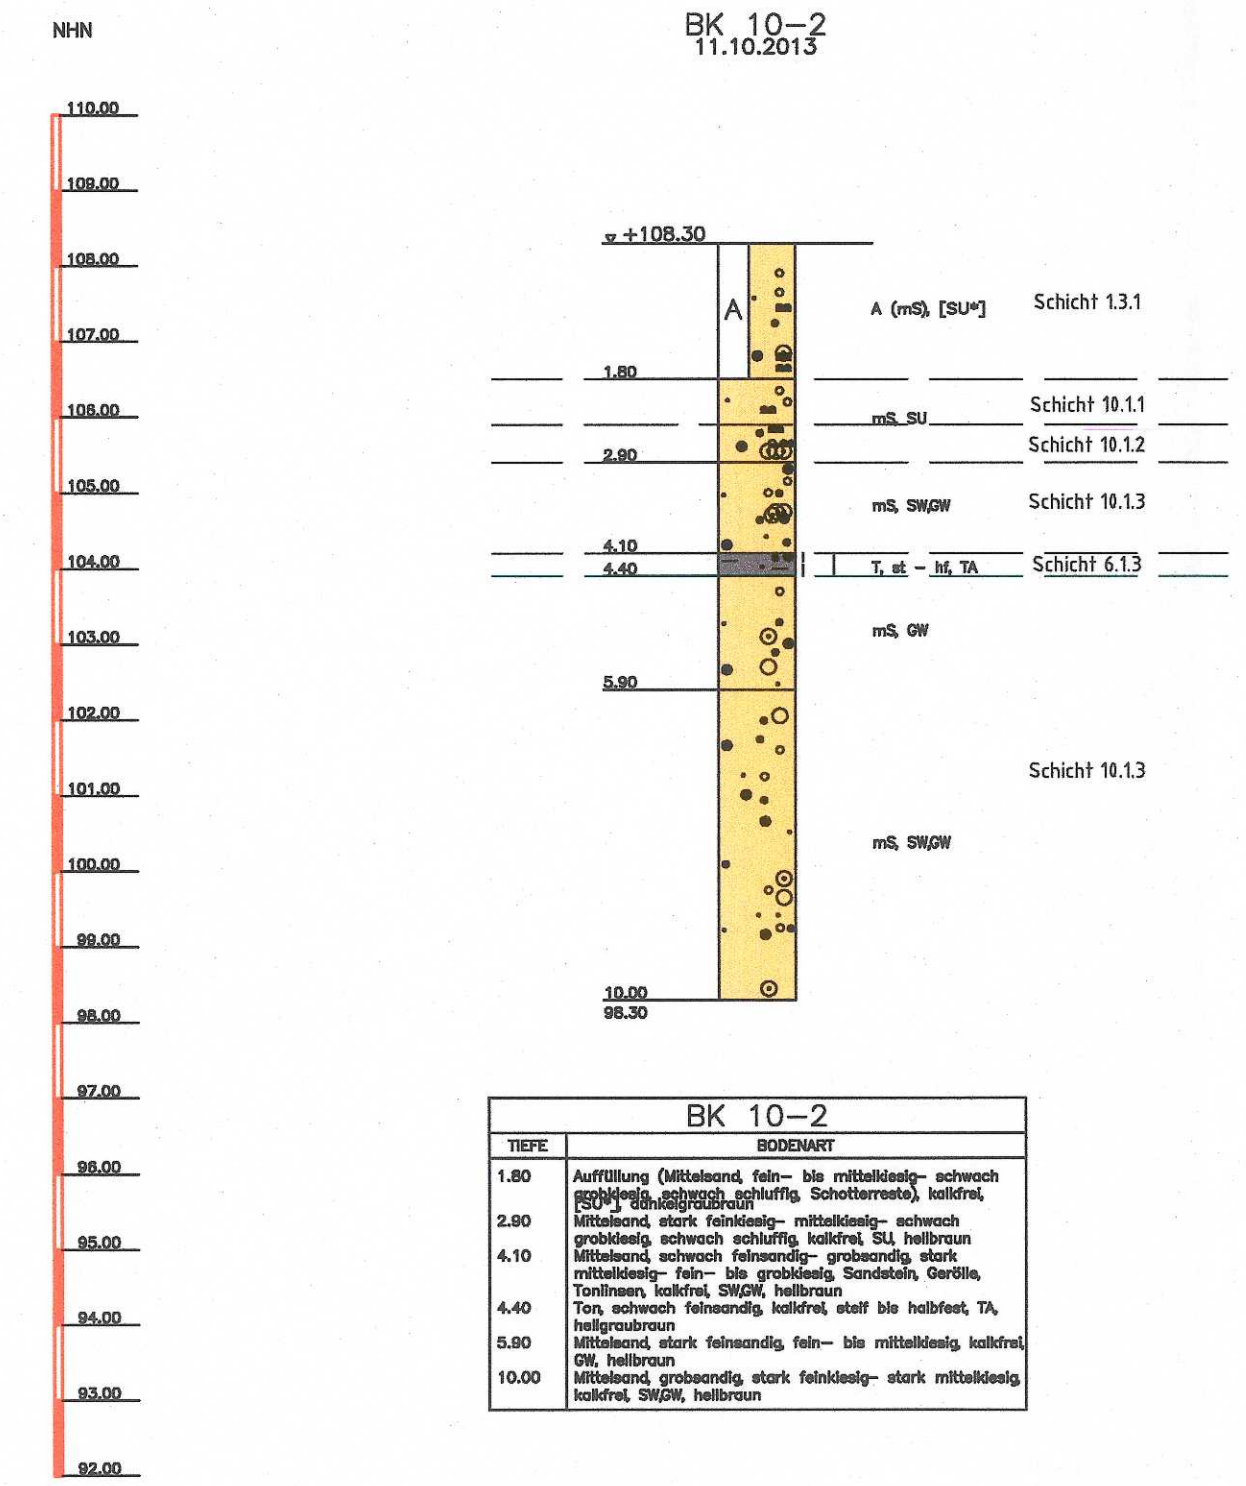 NHN
BK 10-2
11.10.2013
110.00
109.00
108.00
107.00
106.00
105.00
104.00
103.00
102.00
101.00
100.00
99.00
98.00
97.00
96.00
95.00
94.00
93.00
92.00
+108.30
A
A (mS), [SU*]
Schicht 1.3.1
1.80
Schicht 10.1.1
mS, SU
Schicht 10.1.2
2.90
mS, SW,GW
Schicht 10.1.3
4.10
T, st - hf, TA
Schicht 6.1.3
4.40
mS, GW
5.90
Schicht 10.1.3
mS, SW,GW
10.00
98.30
BK 10-2
TIEFE BODENART
1.80 Auffüllung (Mittelsand, fein- bis mittelkiesig- schwach
grobkiesig, schwach schluffig, Schotterreste), kalkfrei,
[SU*], dunkelgraubraun
2.90 Mittelsand, stark feinkiesig- mittelkiesig- schwach
grobkiesig, schwach schluffig, kalkfrei, SU, hellbraun
4.10 Mittelsand, schwach feinsandig- grobsandig, stark
mittelkiesig- fein- bis grobkiesig, Sandstein, Gerölle,
Tonlinsen, kalkfrei, SW,GW, hellbraun
4.40 Ton, schwach feinsandig, kalkfrei, steif bis halbfest, TA,
hellgraubraun
5.90 Mittelsand, stark feinsandig, fein- bis mittelkiesig, kalkfrei,
GW, hellbraun
10.00 Mittelsand, grobsandig, stark feinkiesig- stark mittelkiesig,
kalkfrei, SW,GW, hellbraun